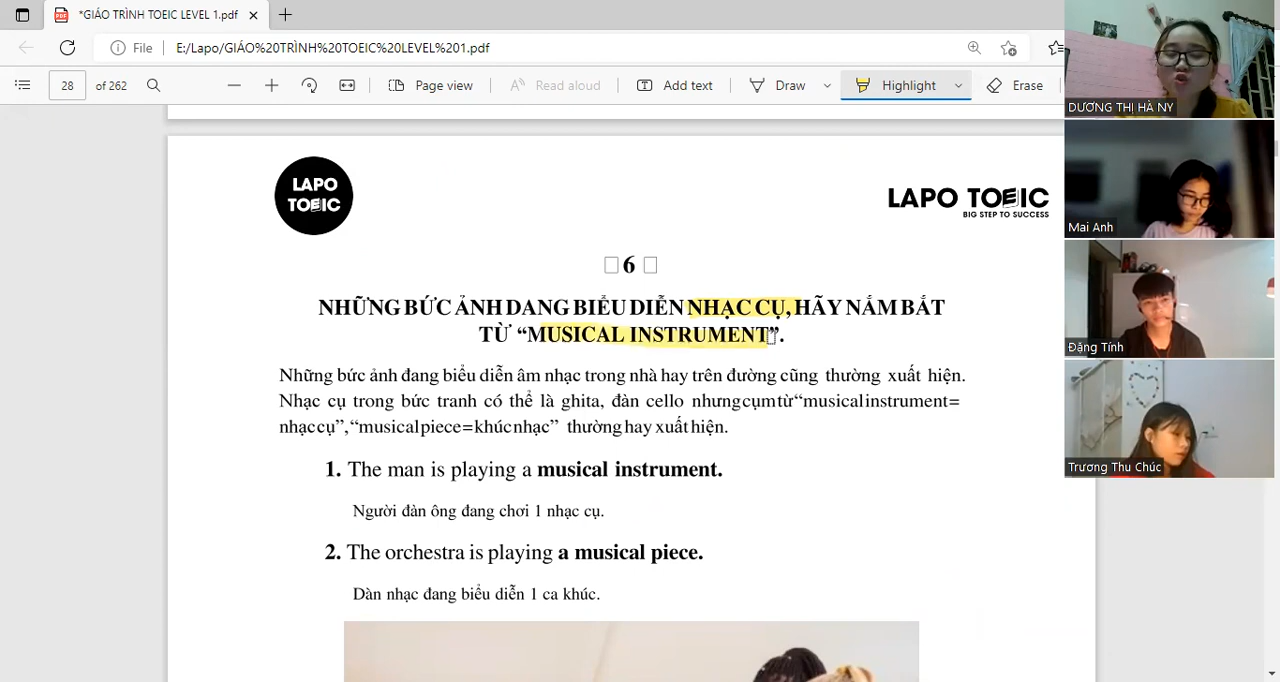 *GIÁO TRÌNH TOEIC LEVEL 1.pdf
File E:/Lapo/GIÁO%20TRÌNH%20TOEIC%20LEVEL%201.pdf
28 of 262 Page view Read aloud Add text Draw Highlight Erase
DƯƠNG THỊ HÀ NY
Mai Anh
Đặng Tính
Trương Thu Chúc
LAPO
TOEIC
LAPO TOEIC
BIG STEP TO SUCCESS
6
NHỮNG BỨC ẢNH ĐANG BIỂU DIỄN NHẠC CỤ, HÃY NẮM BẮT
TỪ “MUSICAL INSTRUMENT”.
Những bức ảnh đang biểu diễn âm nhạc trong nhà hay trên đường cũng thường xuất hiện.
Nhạc cụ trong bức tranh có thể là ghita, đàn cello nhưng cụm từ “musical instrument =
nhạc cụ”, “musical piece = khúc nhạc” thường hay xuất hiện.
1. The man is playing a musical instrument.
Người đàn ông đang chơi 1 nhạc cụ.
2. The orchestra is playing a musical piece.
Dàn nhạc đang biểu diễn 1 ca khúc.